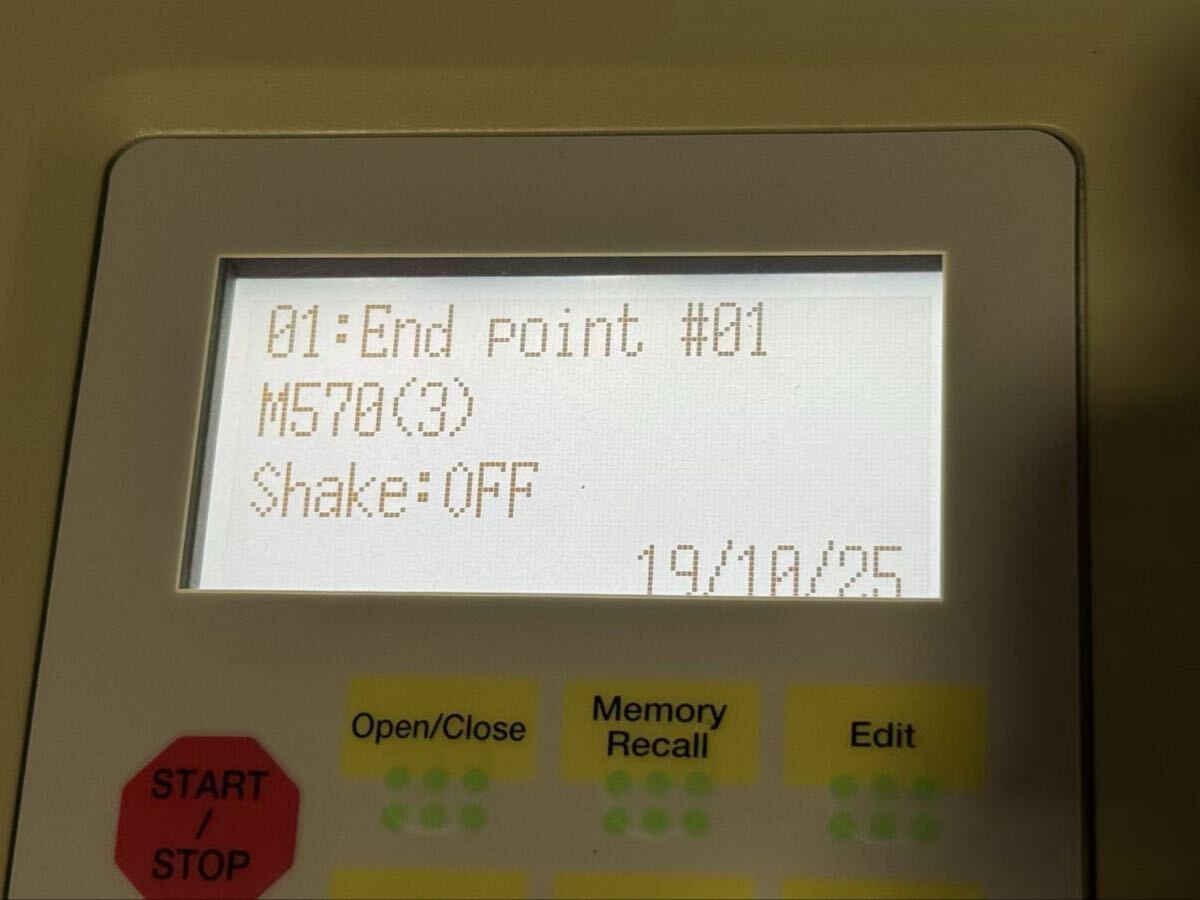 01:End point #01
M570(3)
Shake:OFF
19/10/25
Open/Close
Memory
Recall
Edit
START
/
STOP